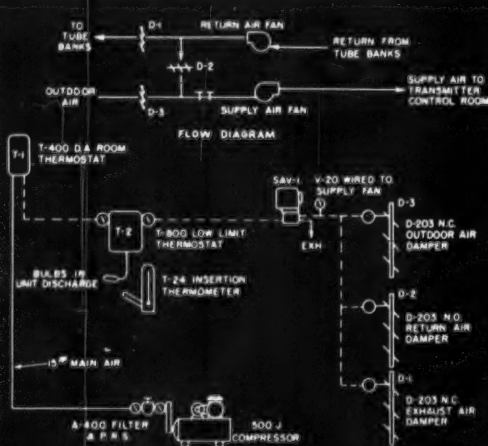 TO
TUBE
BANKS
D-1
RETURN AIR FAN
RETURN FROM
TUBE BANKS
D-2
OUTDOOR
AIR
D-3
SUPPLY AIR FAN
SUPPLY AIR TO
TRANSMITTER
CONTROL ROOM
FLOW DIAGRAM
T-1
T-400 D.A ROOM
THERMOSTAT
SAV-1
V-20 WIRED TO
SUPPLY FAN
T-2
T-800 LOW LIMIT
THERMOSTAT
EXH
D-3
D-203 N.C.
OUTDOOR AIR
DAMPER
BULBS IN
UNIT DISCHARGE
T-24 INSERTION
THERMOMETER
D-2
D-203 N.O.
RETURN AIR
DAMPER
15# MAIN AIR
D-1
D-203 N.C.
EXHAUST AIR
DAMPER
A-400 FILTER
& P.R.S.
500 J
COMPRESSOR